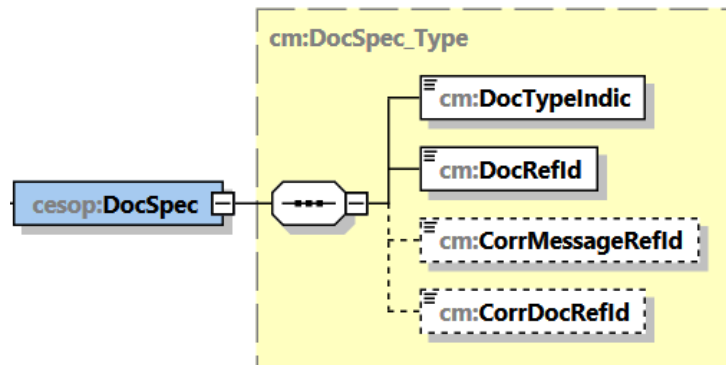 cm:DocSpec_Type
cm:DocTypeIndic
cm:DocRefId
cesop:DocSpec
cm:CorrMessageRefId
cm:CorrDocRefId